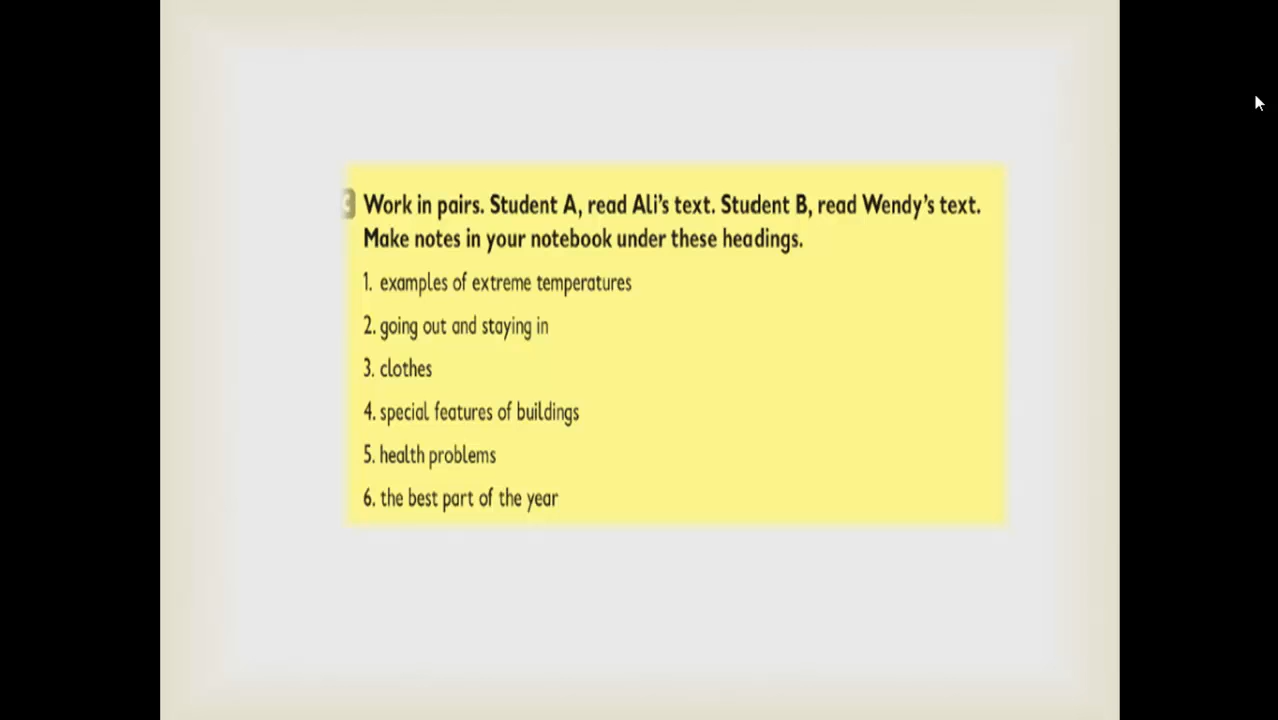 C Work in pairs. Student A, read Ali's text. Student B, read Wendy's text.
Make notes in your notebook under these headings.
1. examples of extreme temperatures
2. going out and staying in
3. clothes
4. special features of buildings
5. health problems
6. the best part of the year